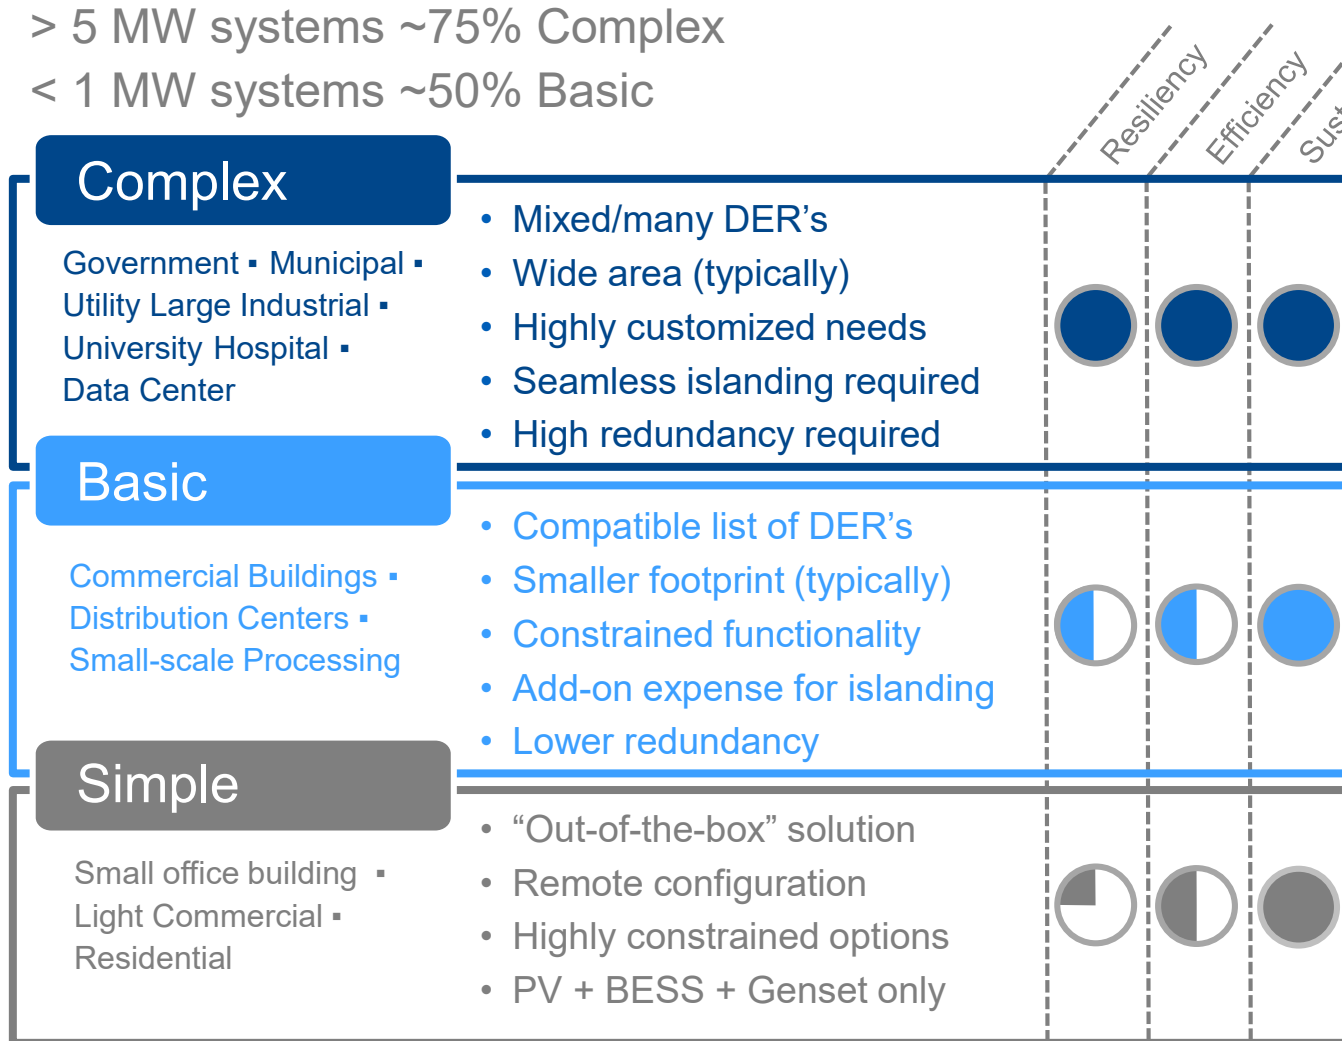 > 5 MW systems ~75% Complex
< 1 MW systems ~50% Basic
Resiliency
Efficiency
Complex
Government ▪ Municipal ▪
Utility Large Industrial ▪
University Hospital ▪
Data Center
• Mixed/many DER’s
• Wide area (typically)
• Highly customized needs
• Seamless islanding required
• High redundancy required
Basic
Commercial Buildings ▪
Distribution Centers ▪
Small-scale Processing
• Compatible list of DER’s
• Smaller footprint (typically)
• Constrained functionality
• Add-on expense for islanding
• Lower redundancy
Simple
Small office building ▪
Light Commercial ▪
Residential
• “Out-of-the-box” solution
• Remote configuration
• Highly constrained options
• PV + BESS + Genset only